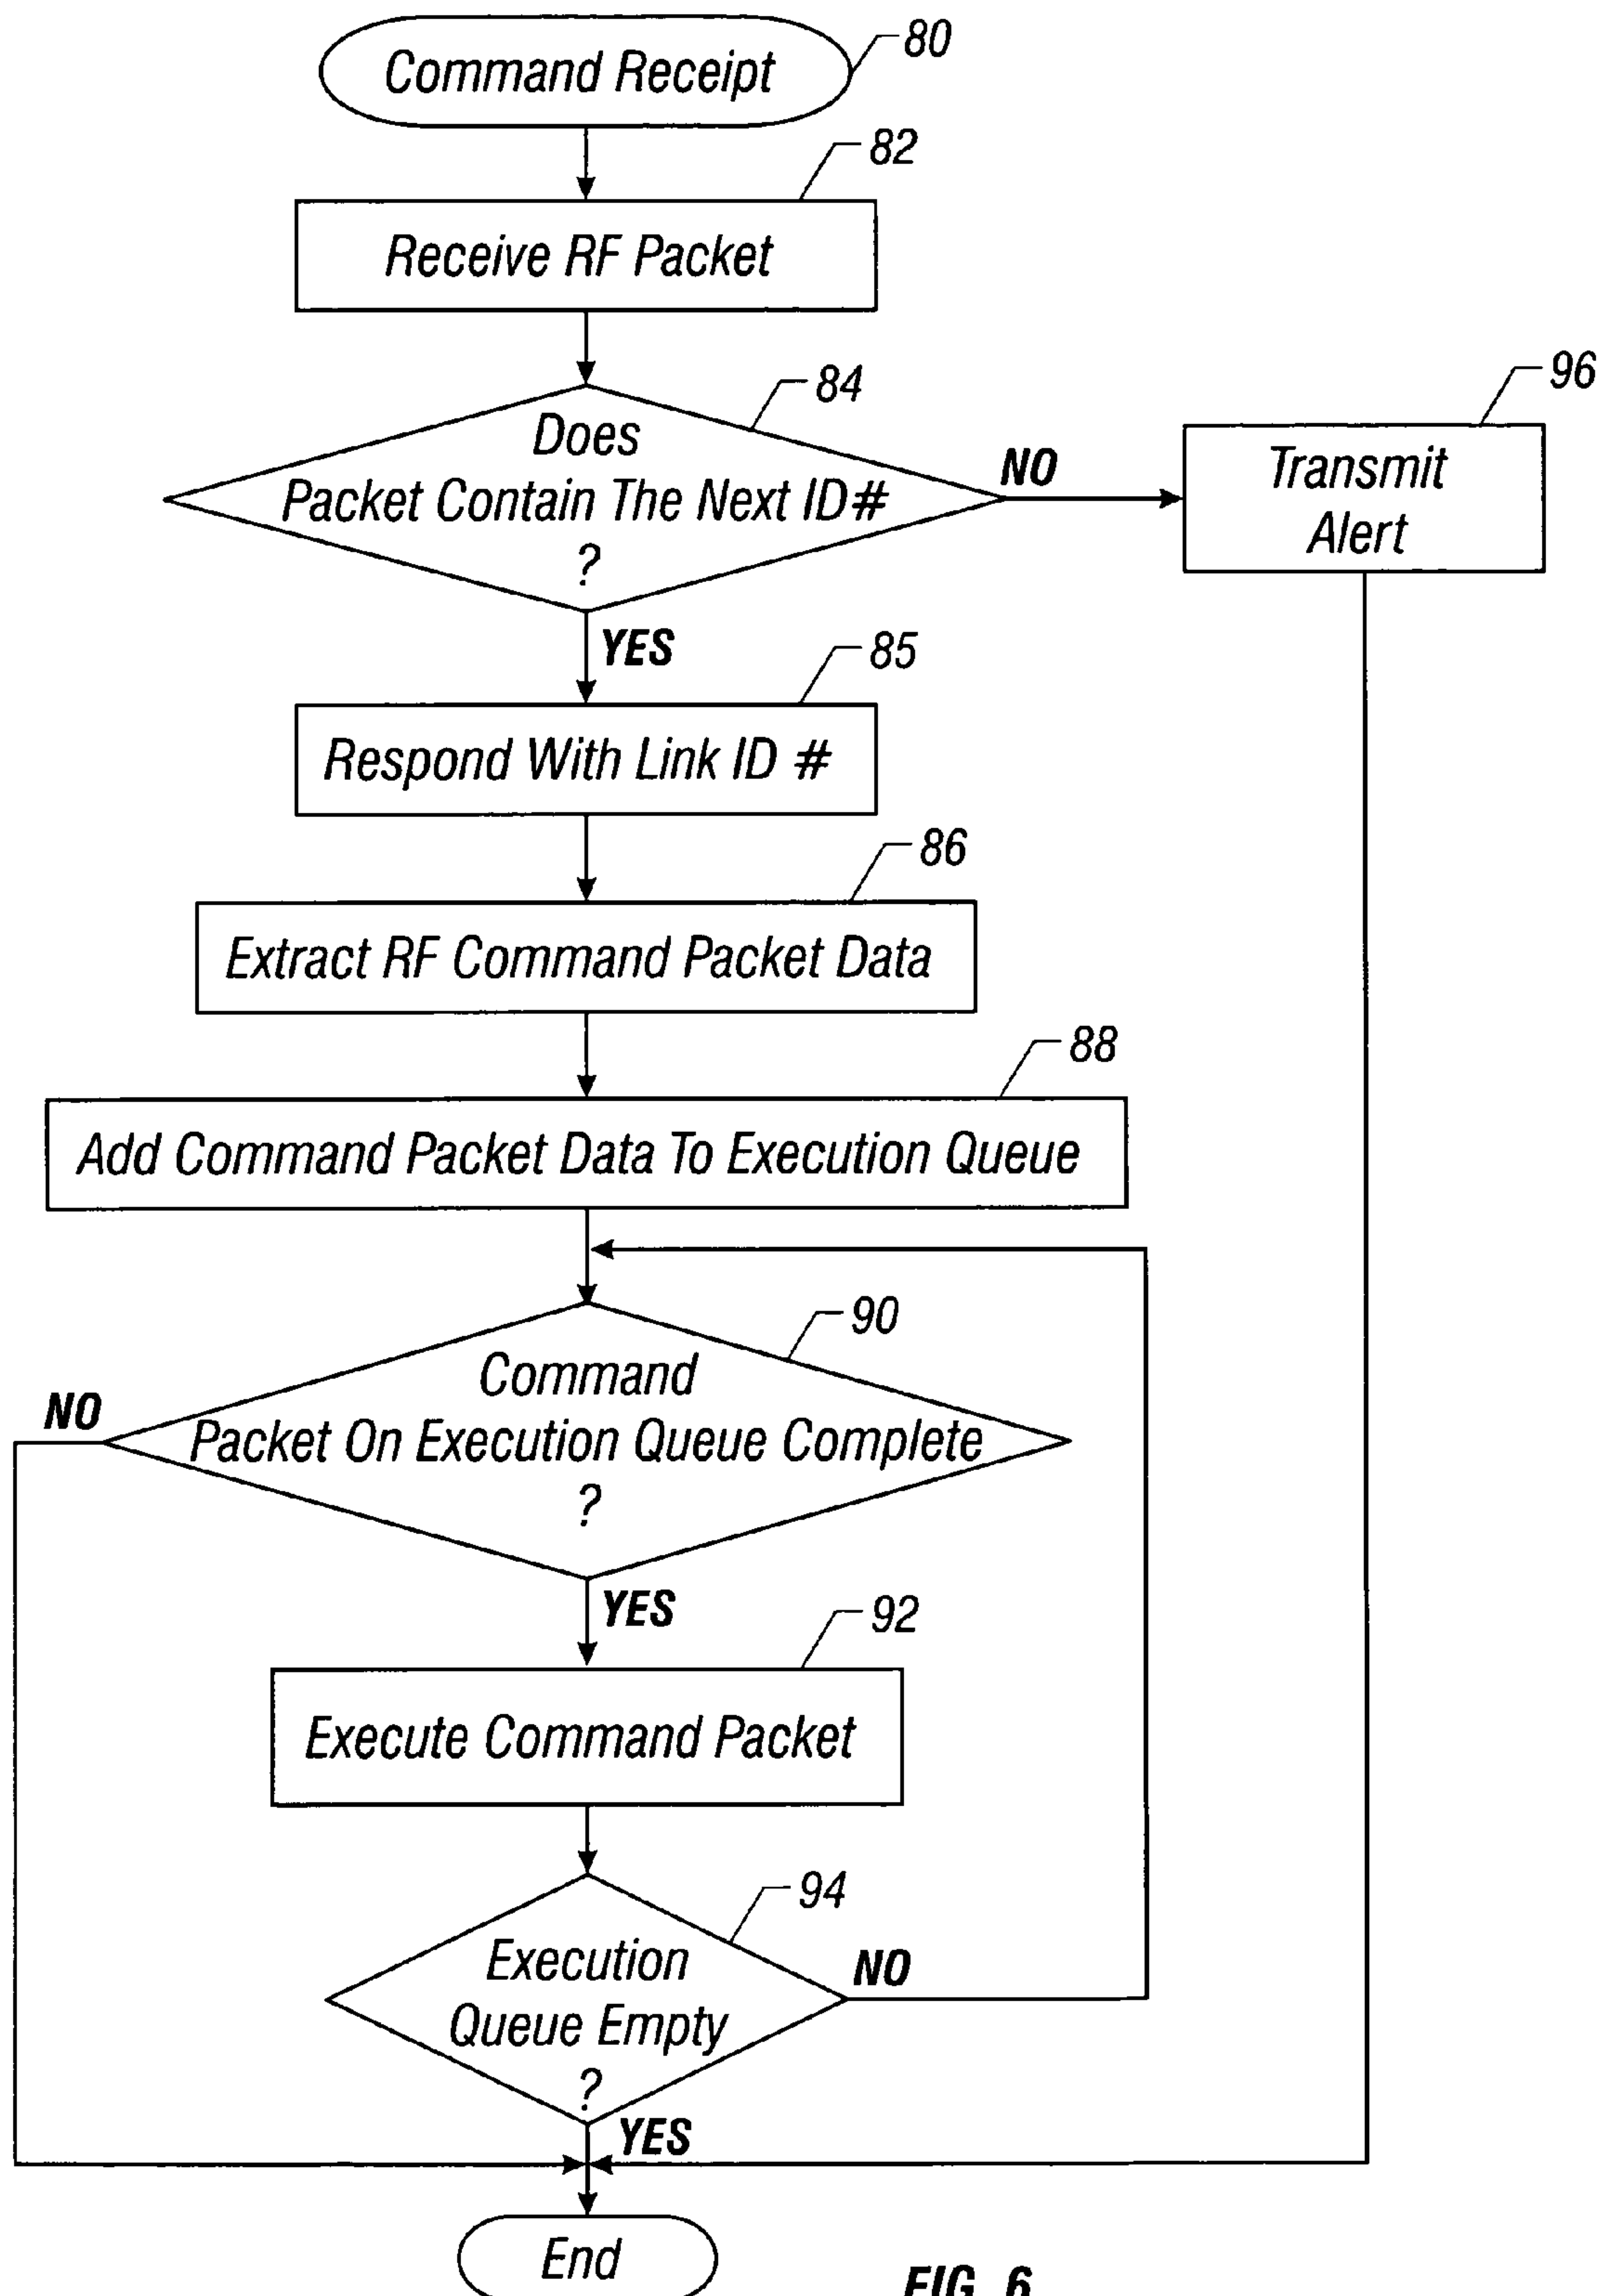 Command Receipt
80
82
Receive RF Packet
84
Does
Packet Contain The Next ID#
?
NO
96
Transmit
Alert
YES
85
Respond With Link ID #
86
Extract RF Command Packet Data
88
Add Command Packet Data To Execution Queue
90
Command
Packet On Execution Queue Complete
?
NO
YES
92
Execute Command Packet
94
Execution
Queue Empty
?
NO
YES
End
FIG. 6